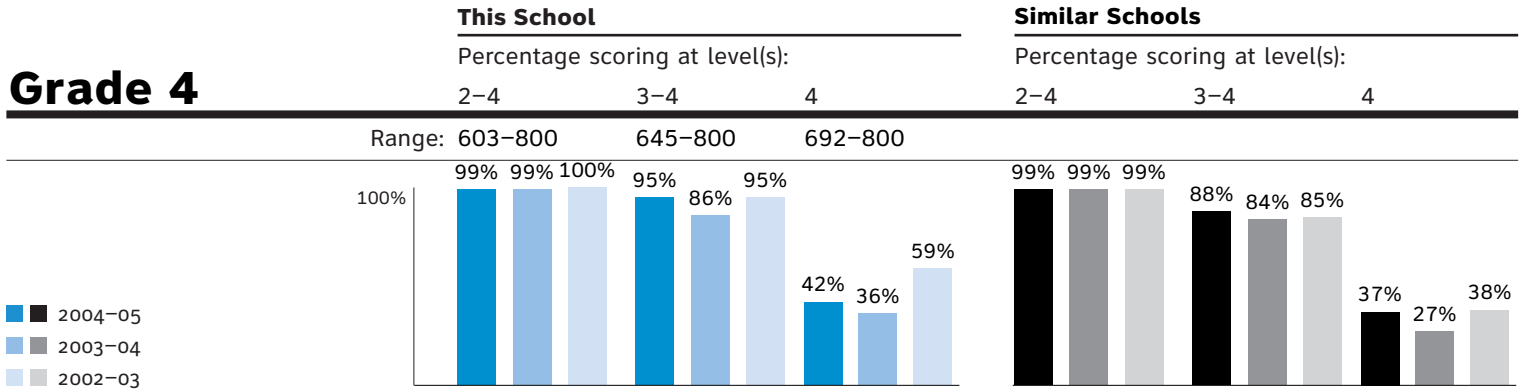 This School Similar Schools
Percentage scoring at level(s): Percentage scoring at level(s):
Grade 4 2–4 3–4 4 2–4 3–4 4
Range: 603–800 645–800 692–800
99% 99% 100% 95% 86% 95% 42% 36% 59% 99% 99% 99% 88% 84% 85% 37% 27% 38%
100%
2004–05
2003–04
2002–03